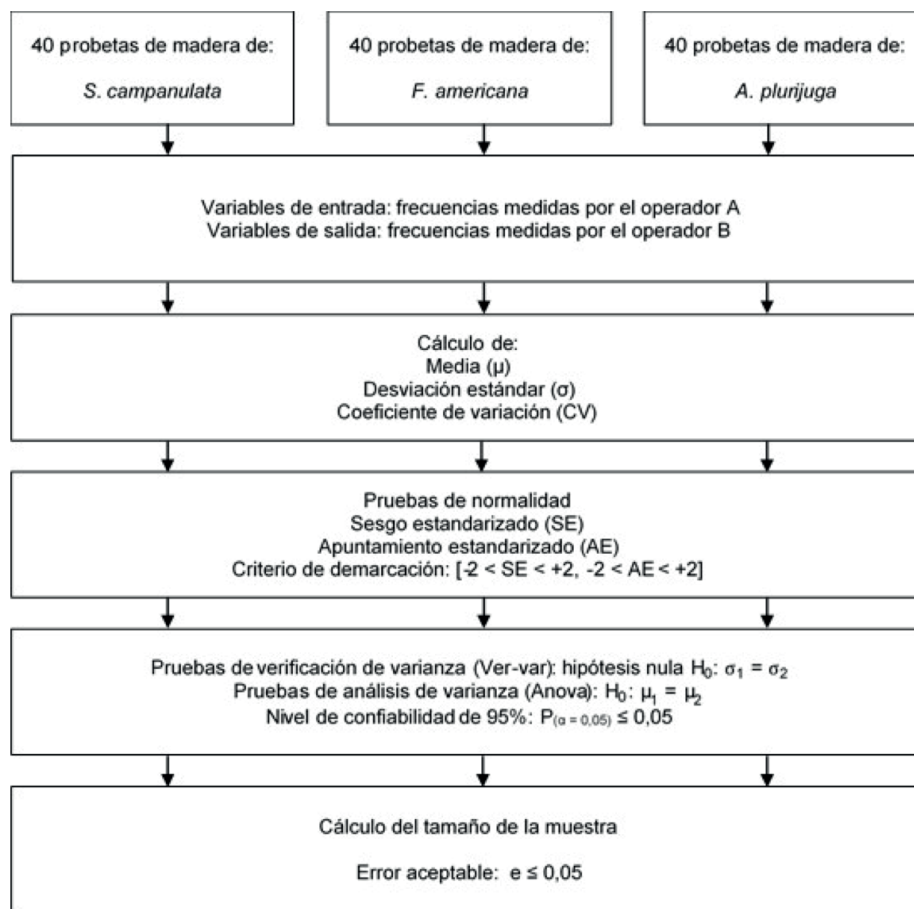 40 probetas de madera de:
S. campanulata
40 probetas de madera de:
F. americana
40 probetas de madera de:
A. plurijuga
Variables de entrada: frecuencias medidas por el operador A
Variables de salida: frecuencias medidas por el operador B
Cálculo de:
Media (μ)
Desviación estándar (σ)
Coeficiente de variación (CV)
Pruebas de normalidad
Sesgo estandarizado (SE)
Apuntamiento estandarizado (AE)
Criterio de demarcación: [-2 < SE < +2, -2 < AE < +2]
Pruebas de verificación de varianza (Ver-var): hipótesis nula H₀: σ₁ = σ₂
Pruebas de análisis de varianza (Anova): H₀: μ₁ = μ₂
Nivel de confiabilidad de 95%: P(α = 0,05) ≤ 0,05
Cálculo del tamaño de la muestra
Error aceptable: e ≤ 0,05